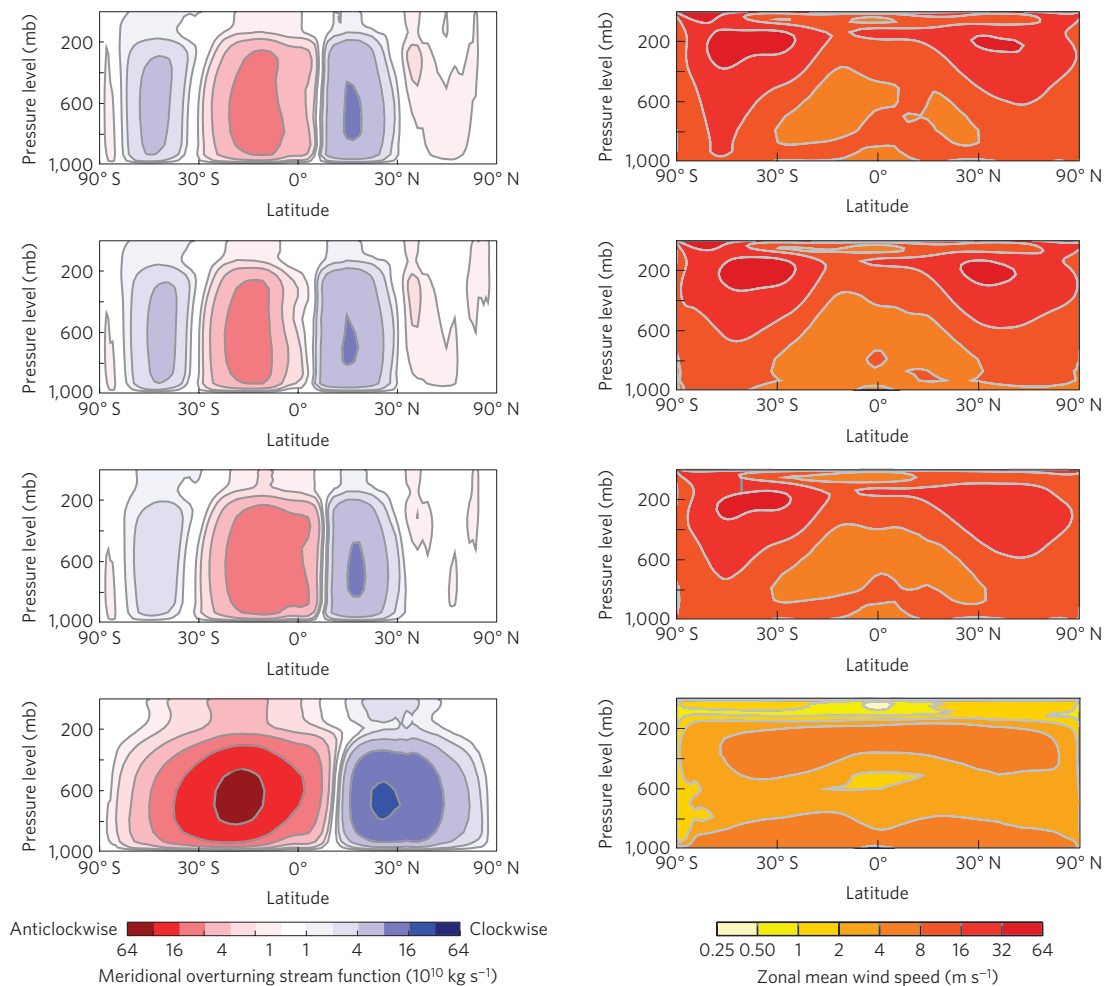 Pressure level (mb)
200
600
1,000
90° S 30° S 0° 30° N 90° N
Latitude
Pressure level (mb)
200
600
1,000
90° S 30° S 0° 30° N 90° N
Latitude
Pressure level (mb)
200
600
1,000
90° S 30° S 0° 30° N 90° N
Latitude
Pressure level (mb)
200
600
1,000
90° S 30° S 0° 30° N 90° N
Latitude
Pressure level (mb)
200
600
1,000
90° S 30° S 0° 30° N 90° N
Latitude
Pressure level (mb)
200
600
1,000
90° S 30° S 0° 30° N 90° N
Latitude
Pressure level (mb)
200
600
1,000
90° S 30° S 0° 30° N 90° N
Latitude
Pressure level (mb)
200
600
1,000
90° S 30° S 0° 30° N 90° N
Latitude
Anticlockwise Clockwise
64 16 4 1 1 4 16 64
Meridional overturning stream function (10¹⁰ kg s⁻¹)
0.25 0.50 1 2 4 8 16 32 64
Zonal mean wind speed (m s⁻¹)